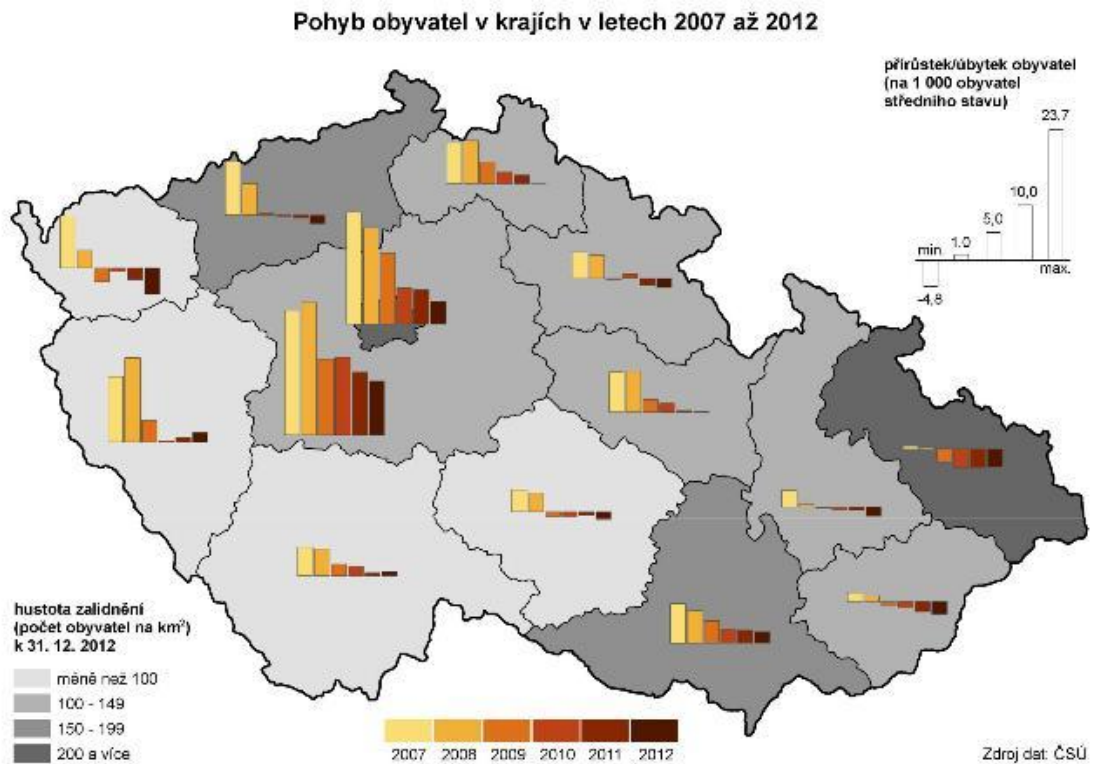 Pohyb obyvatel v krajích v letech 2007 až 2012
přírůstek/úbytek obyvatel
(na 1 000 obyvatel
středního stavu)
23.7
10,0
5,0
1.0
min
max.
-4,8
hustota zalidnění
(počet obyvatel na km²)
k 31. 12. 2012
méně než 100
100 - 149
150 - 199
200 a více
2007 2008 2009 2010 2011 2012
Zdroj dat: ČSÚ